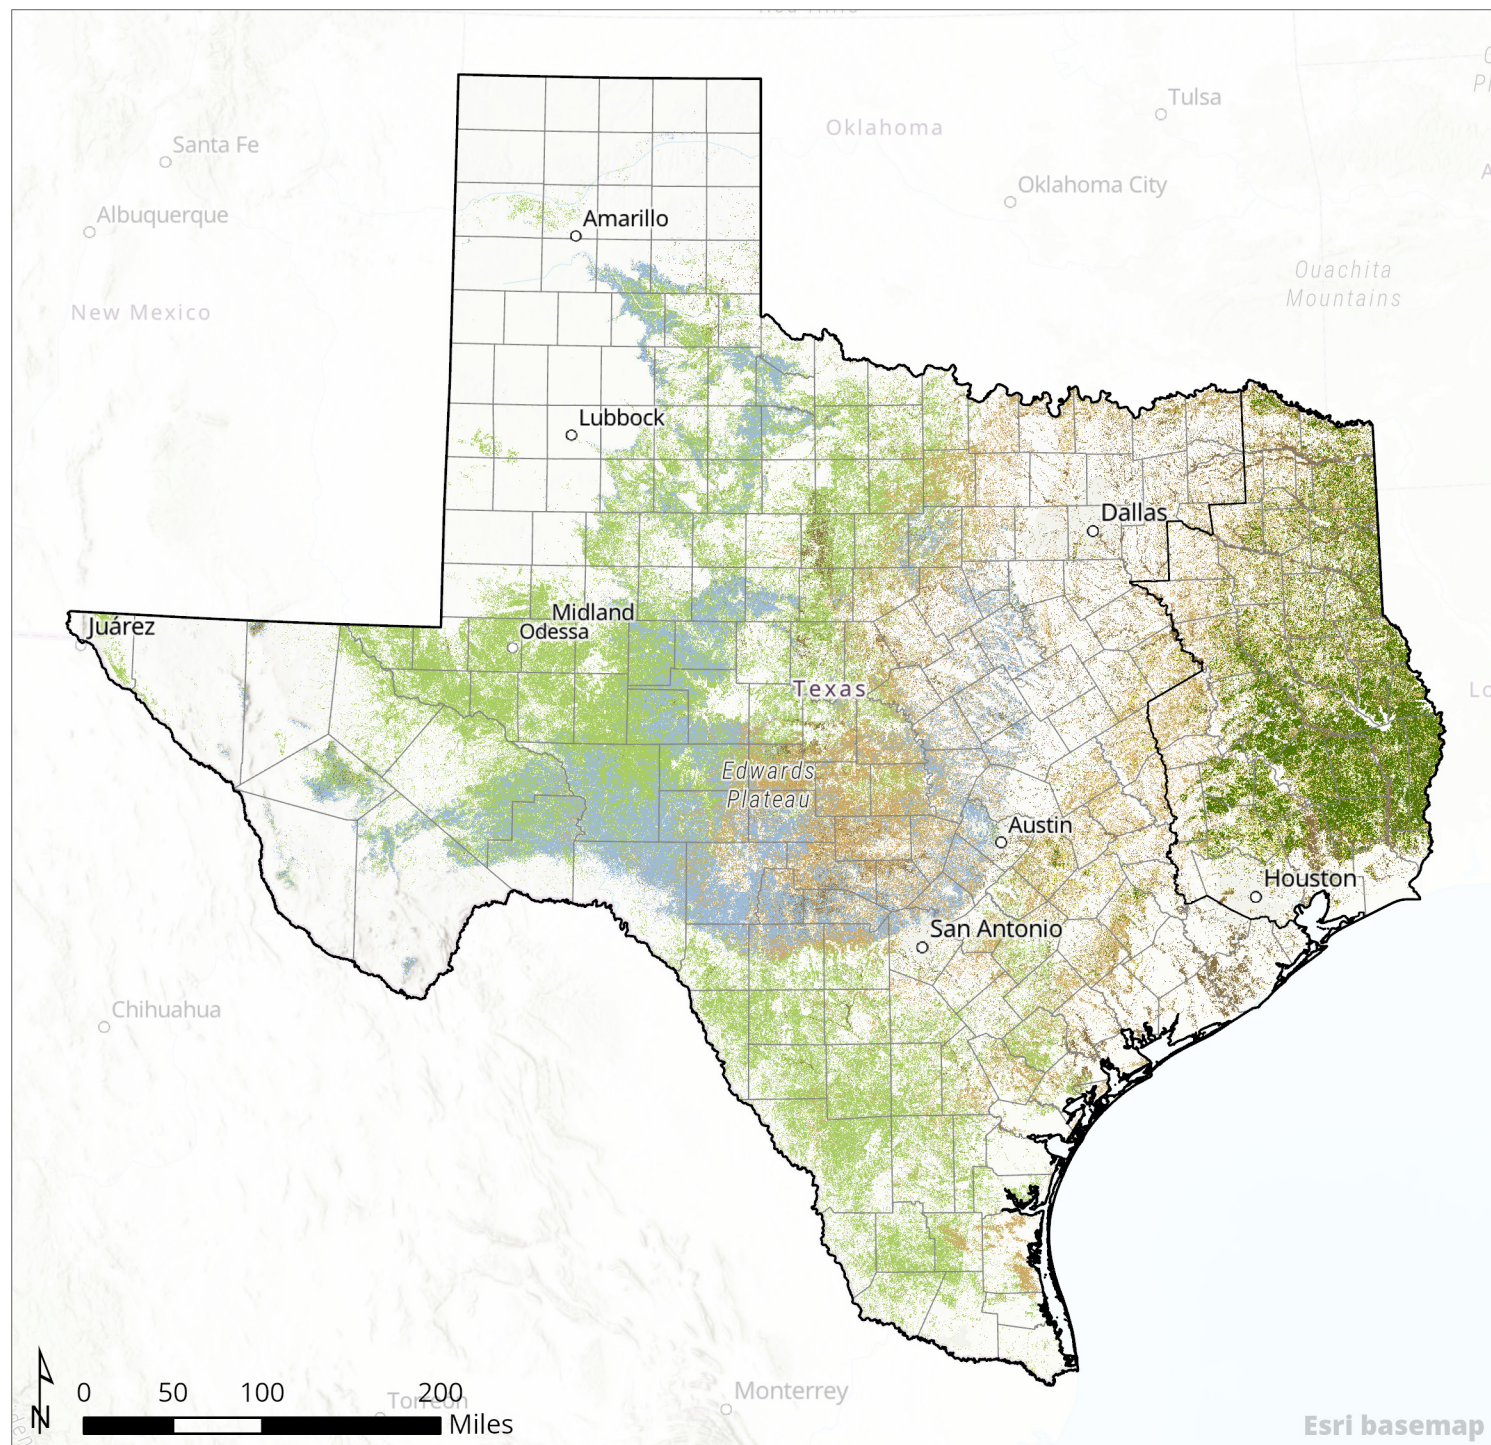 Tulsa
Oklahoma
Santa Fe
Oklahoma City
Albuquerque
Amarillo
Ouachita
Mountains
New Mexico
Lubbock
Dallas
Midland
Juárez
Odessa
Texas
Edwards
Plateau
Austin
Houston
San Antonio
Chihuahua
0 50 100 200
Miles
N
Torreon
Monterrey
Esri basemap